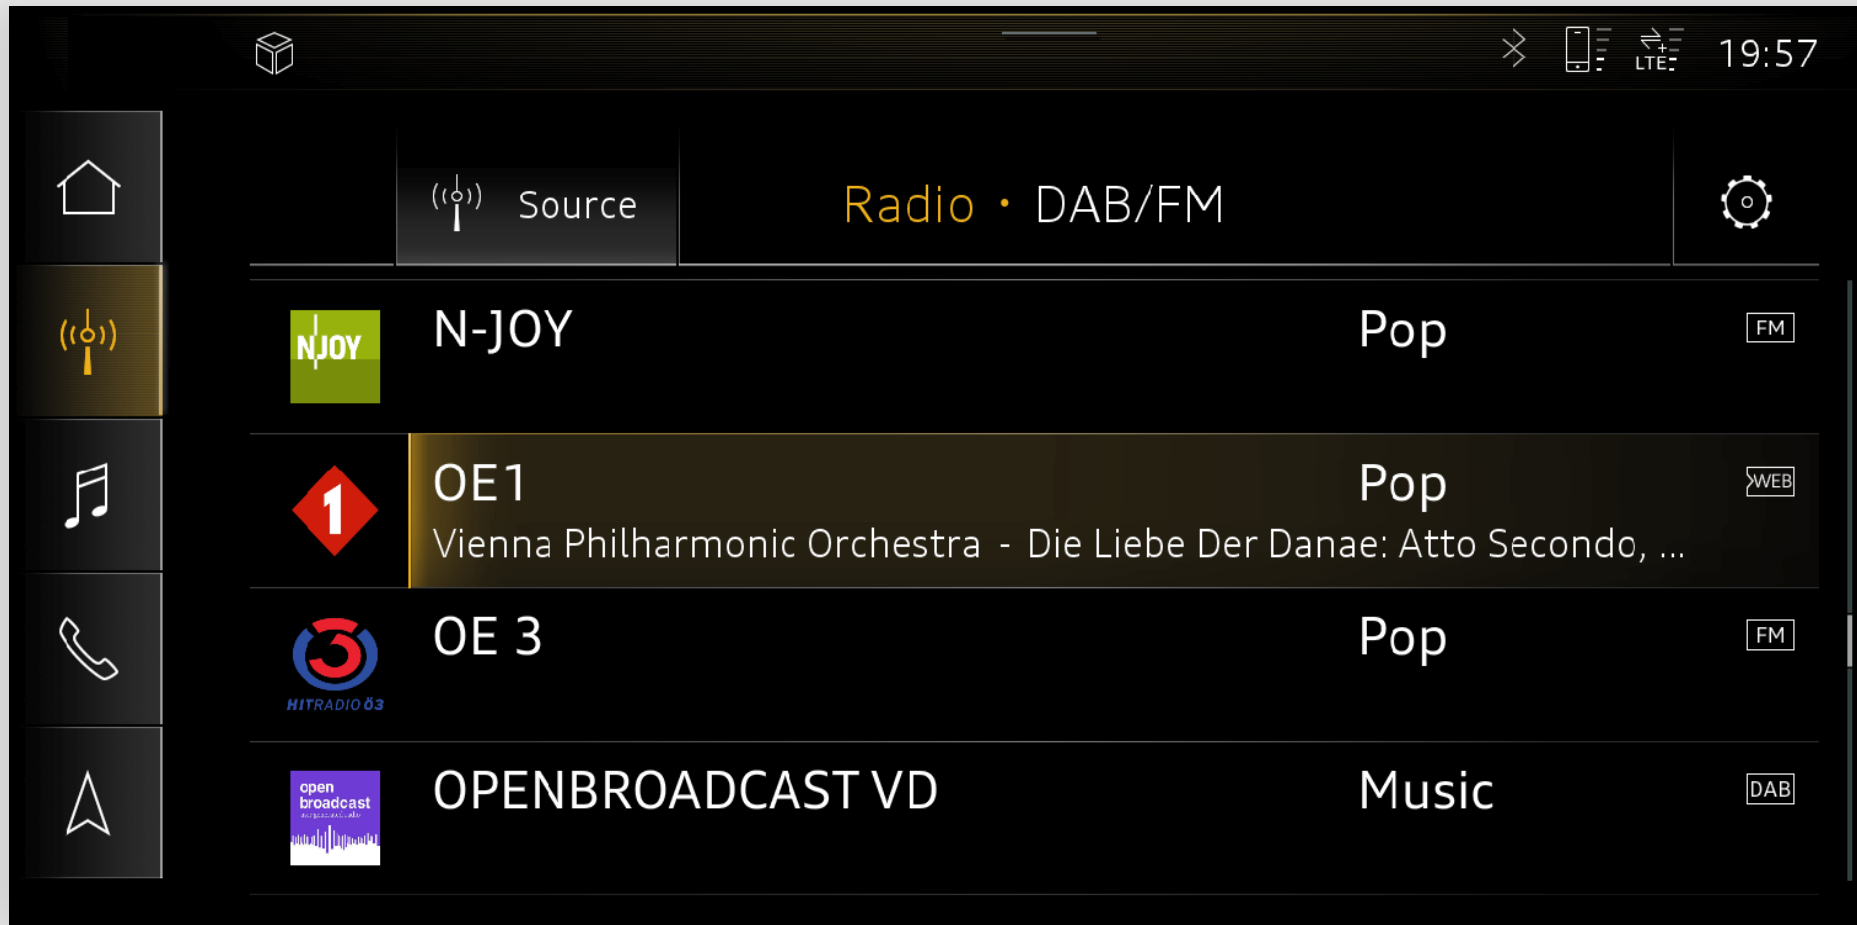 LTE 19:57
Source
Radio • DAB/FM
NJOY N-JOY Pop FM
1 OE1 Pop WEB
Vienna Philharmonic Orchestra - Die Liebe Der Danae: Atto Secondo, ...
3 OE 3 Pop FM
HITRADIO Ö3
open
broadcast
OPENBROADCAST VD Music DAB